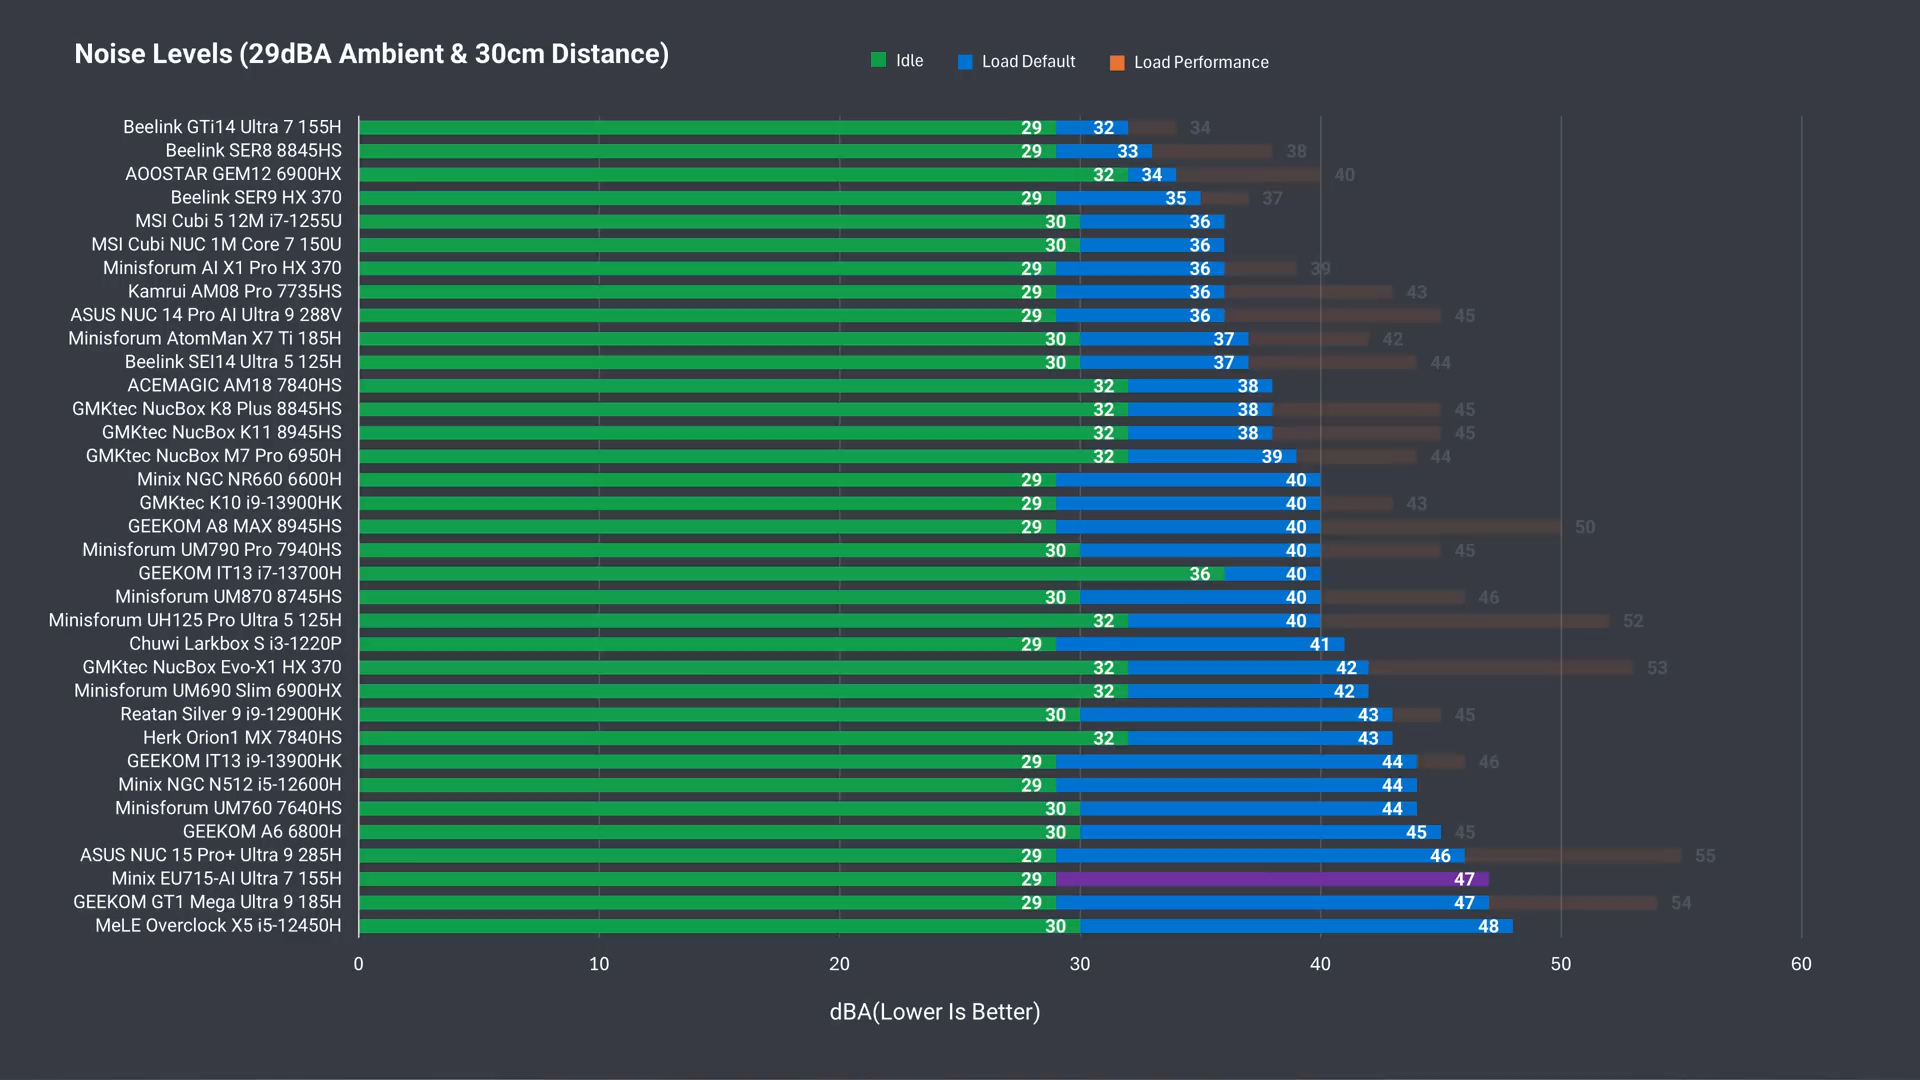 Noise Levels (29dBA Ambient & 30cm Distance)
Idle Load Default Load Performance
Beelink GTi14 Ultra 7 155H 29 32 34
Beelink SER8 8845HS 29 33 38
AOOSTAR GEM12 6900HX 32 34 40
Beelink SER9 HX 370 29 35 37
MSI Cubi 5 12M i7-1255U 30 36
MSI Cubi NUC 1M Core 7 150U 30 36
Minisforum AI X1 Pro HX 370 29 36 39
Kamrui AM08 Pro 7735HS 29 36 43
ASUS NUC 14 Pro AI Ultra 9 288V 29 36 45
Minisforum AtomMan X7 Ti 185H 30 37 42
Beelink SEI14 Ultra 5 125H 30 37 44
ACEMAGIC AM18 7840HS 32 38
GMKtec NucBox K8 Plus 8845HS 32 38 45
GMKtec NucBox K11 8945HS 32 38 45
GMKtec NucBox M7 Pro 6950H 32 39 44
Minix NGC NR660 6600H 29 40
GMKtec K10 i9-13900HK 29 40 43
GEEKOM A8 MAX 8945HS 29 40 50
Minisforum UM790 Pro 7940HS 30 40 45
GEEKOM IT13 i7-13700H 36 40
Minisforum UM870 8745HS 30 40 46
Minisforum UH125 Pro Ultra 5 125H 32 40 52
Chuwi Larkbox S i3-1220P 29 41
GMKtec NucBox Evo-X1 HX 370 32 42 53
Minisforum UM690 Slim 6900HX 32 42
Reatan Silver 9 i9-12900HK 30 43 45
Herk Orion1 MX 7840HS 32 43
GEEKOM IT13 i9-13900HK 29 44 46
Minix NGC N512 i5-12600H 29 44
Minisforum UM760 7640HS 30 44
GEEKOM A6 6800H 30 45 45
ASUS NUC 15 Pro+ Ultra 9 285H 29 46 55
Minix EU715-AI Ultra 7 155H 29 47
GEEKOM GT1 Mega Ultra 9 185H 29 47 54
MeLE Overclock X5 i5-12450H 30 48
0 10 20 30 40 50 60
dBA(Lower Is Better)